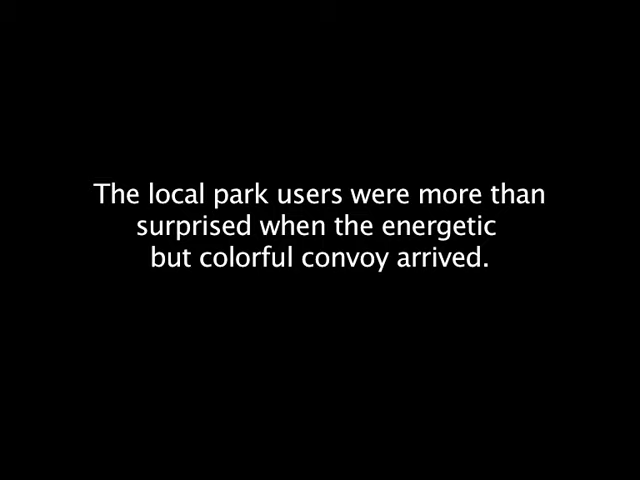 The local park users were more than
surprised when the energetic
but colorful convoy arrived.